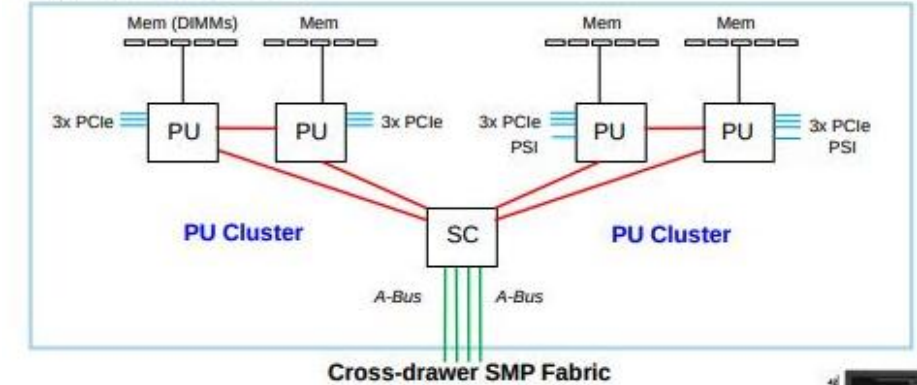 Mem (DIMMs)
Mem
Mem
Mem
3x PCIe
PU
PU
3x PCIe
3x PCIe
PSI
PU
PU
3x PCIe
PSI
PU Cluster
SC
PU Cluster
A-Bus
A-Bus
Cross-drawer SMP Fabric